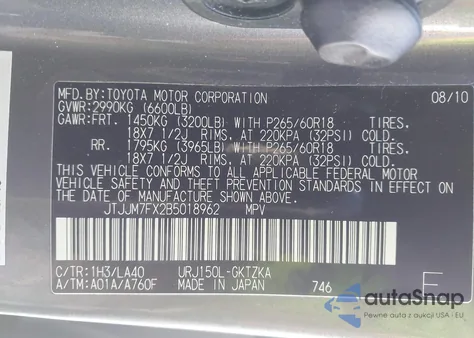 MFD.BY:TOYOTA MOTOR CORPORATION 08/10
GVWR:2990KG (6600LB)
GAWR:FRT. 1450KG (3200LB) WITH P265/60R18 TIRES.
18X7 1/2J RIMS, AT 220KPA (32PSI) COLD.
RR. 1795KG (3965LB) WITH P265/60R18 TIRES.
18X7 1/2J RIMS, AT 220KPA (32PSI) COLD.
THIS VEHICLE CONFORMS TO ALL APPLICABLE FEDERAL MOTOR
VEHICLE SAFETY AND THEFT PREVENTION STANDARDS IN EFFECT ON
THE DATE OF MANUFACTURE SHOWN ABOVE.
JTJJM7FX2B5018962 MPV
C/TR:1H3/LA40 URJ150L-GKTZKA
A/TM:A01A/A760F MADE IN JAPAN 746 E
autoSnap
Pewne auta z USA i Kanady